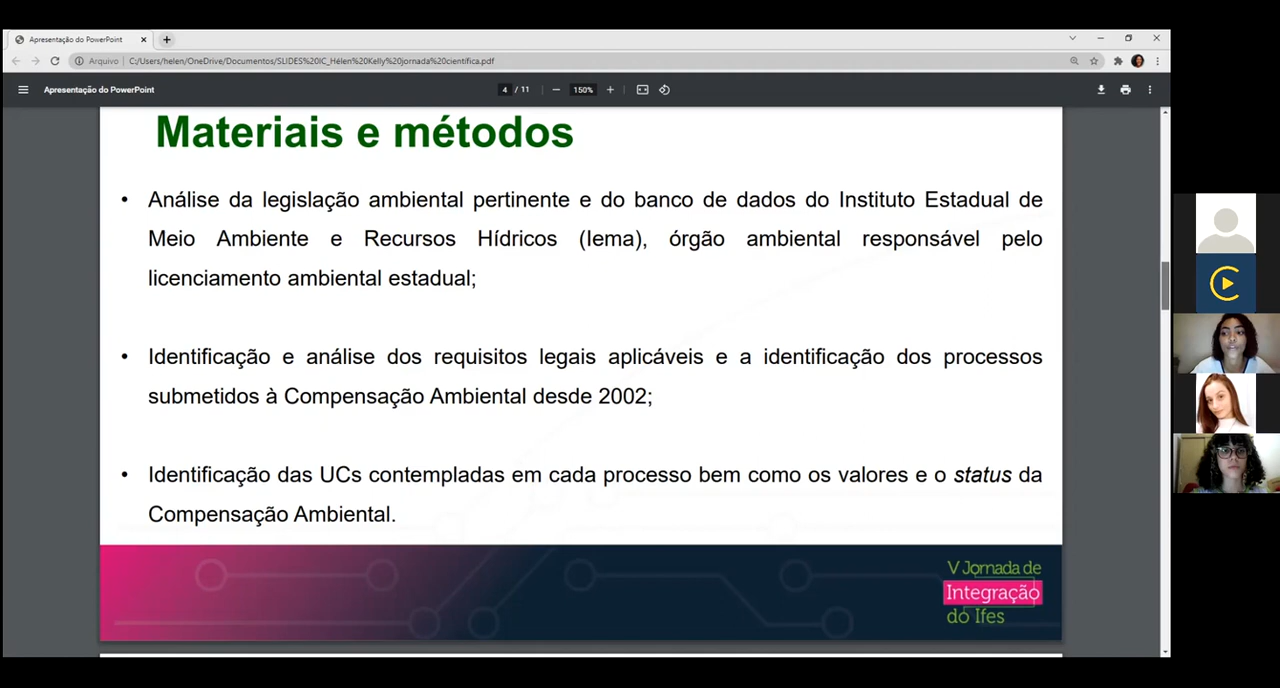 Apresentação do PowerPoint
Arquivo
C:/Users/helen/OneDrive/Documentos/SLIDES%20IC_Hélen%20Kelly%20jornada%20científica.pdf
Apresentação do PowerPoint
4 / 11
150%
Materiais e métodos
• Análise da legislação ambiental pertinente e do banco de dados do Instituto Estadual de
Meio Ambiente e Recursos Hídricos (Iema), órgão ambiental responsável pelo
licenciamento ambiental estadual;
• Identificação e análise dos requisitos legais aplicáveis e a identificação dos processos
submetidos à Compensação Ambiental desde 2002;
• Identificação das UCs contempladas em cada processo bem como os valores e o status da
Compensação Ambiental.
V Jornada de
Integração
do Ifes